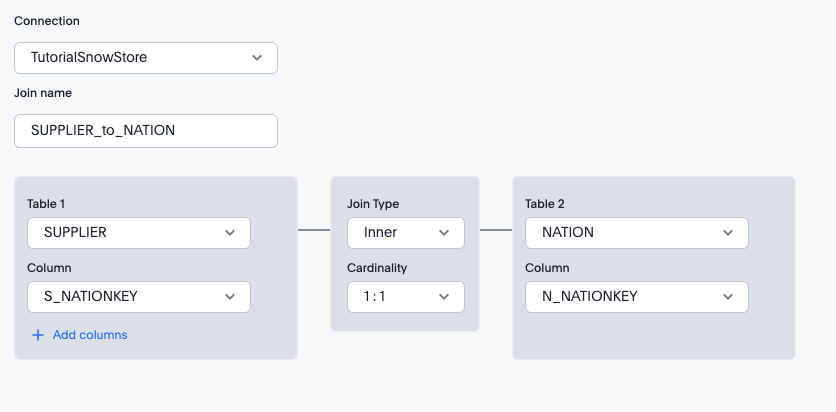 Connection
TutorialSnowStore
Join name
SUPPLIER_to_NATION
Table 1
SUPPLIER
Column
S_NATIONKEY
+ Add columns
Join Type
Inner
Cardinality
1 : 1
Table 2
NATION
Column
N_NATIONKEY